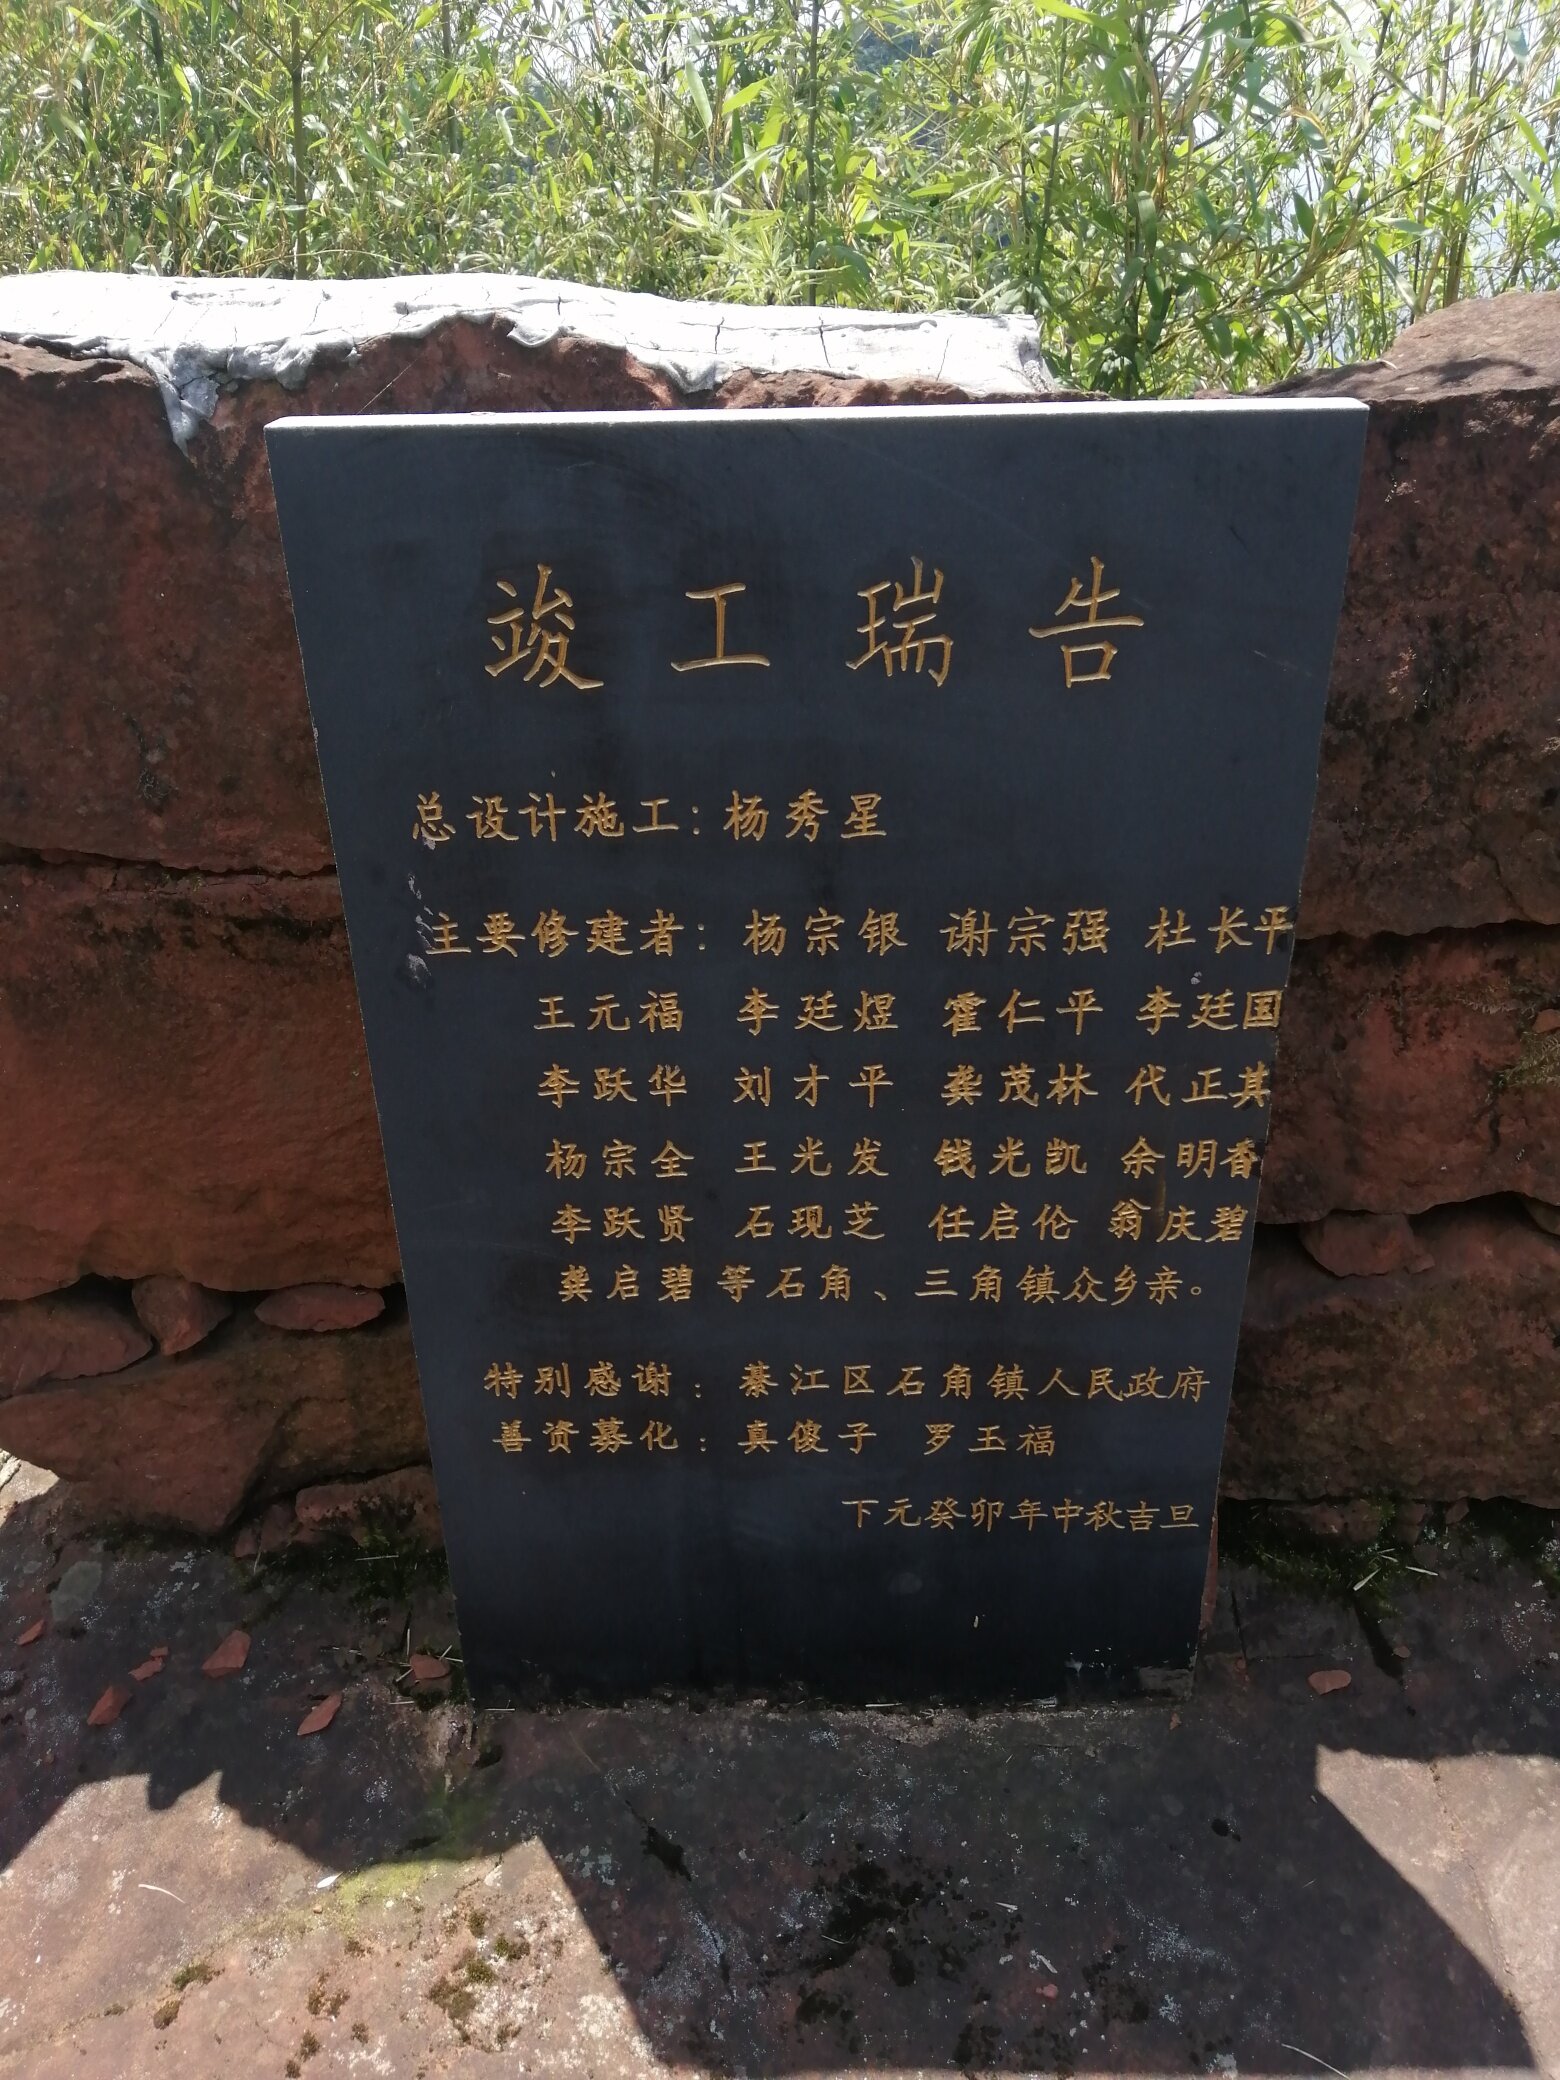 竣工瑞告
总设计施工：杨秀星
主要修建者：杨宗银 谢宗强 杜长平
王元福 李廷煜 霍仁平 李廷国
李跃华 刘才平 龚茂林 代正其
杨宗全 王光发 钱光凯 余明香
李跃贤 石现芝 任启伦 翁庆碧
龚启碧等石角、三角镇众乡亲。
特别感谢：綦江区石角镇人民政府
善资募化：真傻子 罗玉福
下元癸卯年中秋吉旦